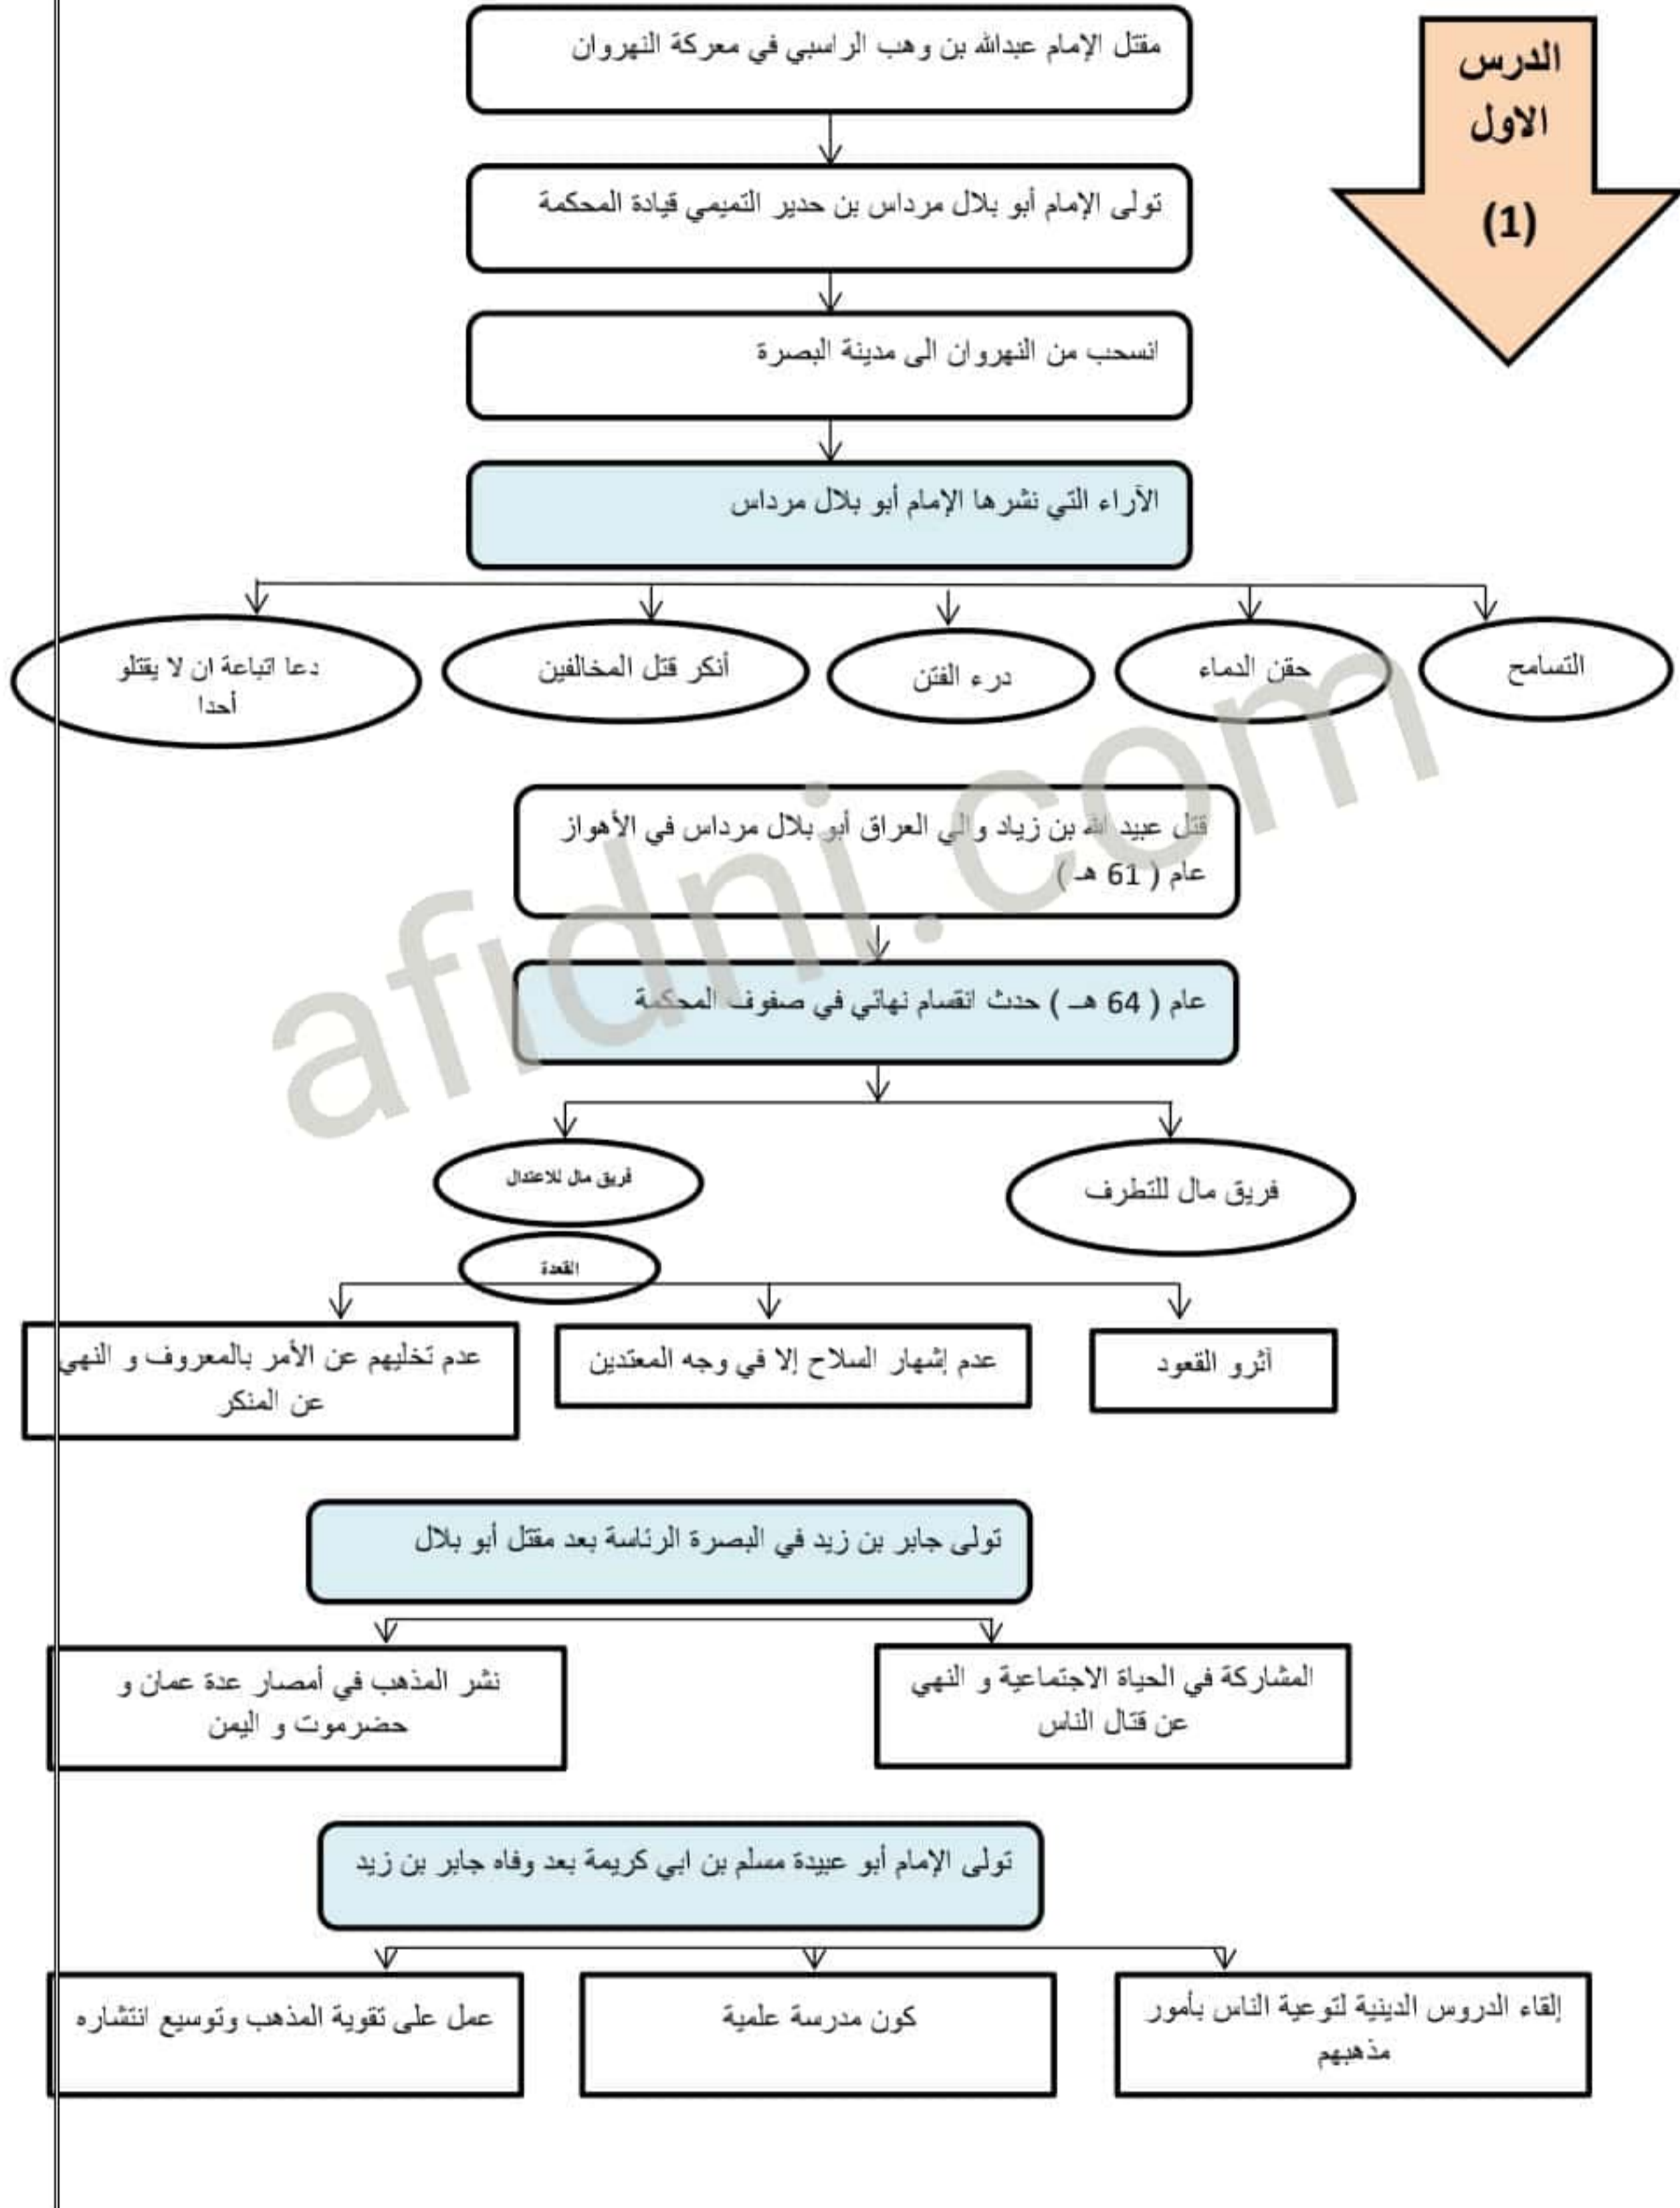 الدرس
الاول
(1)
مقتل الإمام عبدالله بن وهب الراسبي في معركة النهروان
تولى الإمام أبو بلال مرداس بن حدير التميمي قيادة المحكمة
انسحب من النهروان الى مدينة البصرة
الآراء التي نشرها الإمام أبو بلال مرداس
التسامح
حقن الدماء
درء الفتن
أنكر قتل المخالفين
دعا اتباعة ان لا يقتلو
أحدا
قتل عبيد الله بن زياد والي العراق أبو بلال مرداس في الأهواز
عام ( 61 هـ )
عام ( 64 هـ ) حدث انقسام نهائي في صفوف المحكمة
فريق مال للتطرف
فريق مال للاعتدال
القعدة
آثرو القعود
عدم إشهار السلاح إلا في وجه المعتدين
عدم تخليهم عن الأمر بالمعروف و النهي
عن المنكر
تولى جابر بن زيد في البصرة الرئاسة بعد مقتل أبو بلال
المشاركة في الحياة الاجتماعية و النهي
عن قتال الناس
نشر المذهب في أمصار عدة عمان و
حضرموت و اليمن
تولى الإمام أبو عبيدة مسلم بن ابي كريمة بعد وفاه جابر بن زيد
إلقاء الدروس الدينية لتوعية الناس بأمور
مذهبهم
كون مدرسة علمية
عمل على تقوية المذهب وتوسيع انتشاره
afidni.com